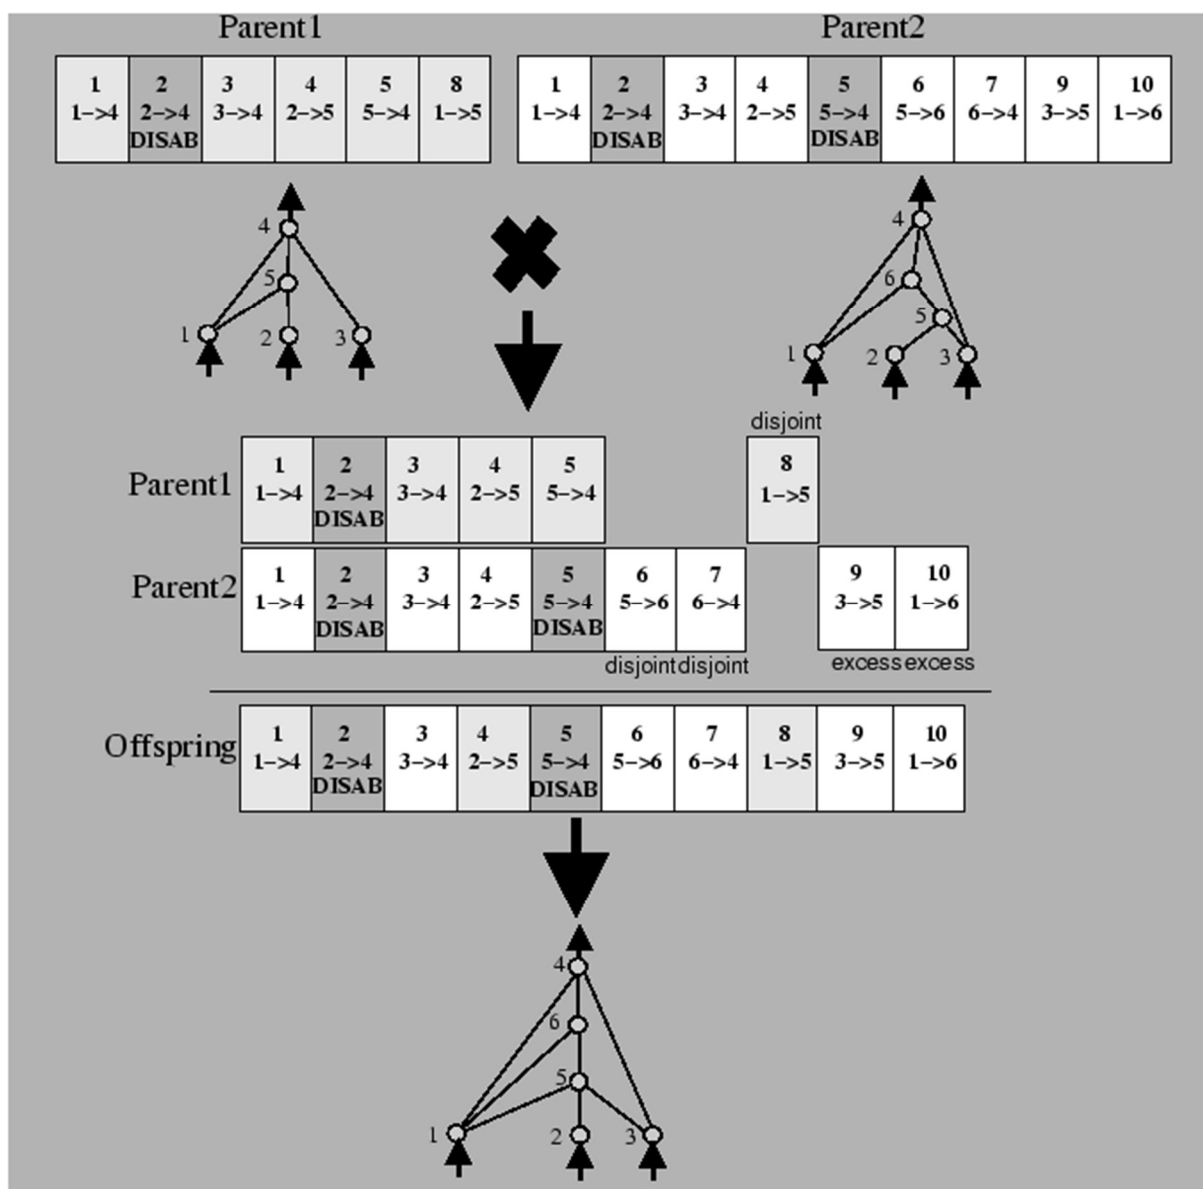 Parent1 Parent2
1 2 3 4 5 8 1 2 3 4 5 6 7 9 10
1->4 2->4 3->4 2->5 5->4 1->5 1->4 2->4 3->4 2->5 5->4 5->6 6->4 3->5 1->6
DISAB DISAB DISAB
4 4
5 6
5
1 2 3 1 2 3
disjoint
Parent1 1 2 3 4 5 8
1->4 2->4 3->4 2->5 5->4 1->5
DISAB
Parent2 1 2 3 4 5 6 7 9 10
1->4 2->4 3->4 2->5 5->4 5->6 6->4 3->5 1->6
DISAB DISAB
disjoint disjoint excess excess
Offspring 1 2 3 4 5 6 7 8 9 10
1->4 2->4 3->4 2->5 5->4 5->6 6->4 1->5 3->5 1->6
DISAB DISAB
4
6
5
1 2 3